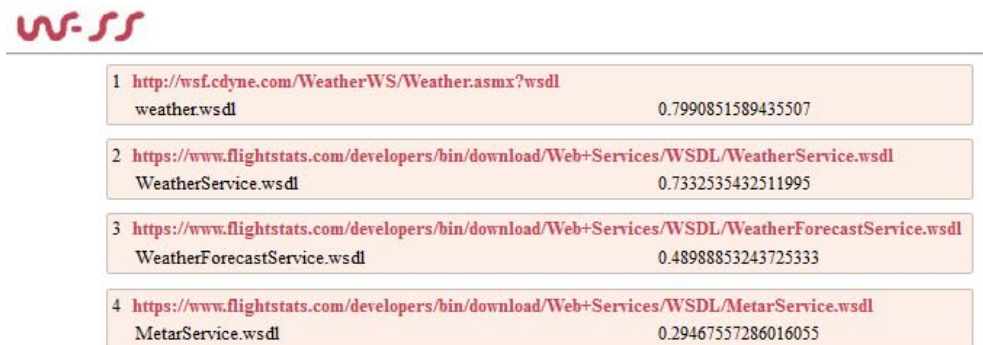 1 http://wsf.cdyne.com/WeatherWS/Weather.asmx?wsdl
weather.wsdl 0.7990851589435507
2 https://www.flightstats.com/developers/bin/download/Web+Services/WSDL/WeatherService.wsdl
WeatherService.wsdl 0.7332535432511995
3 https://www.flightstats.com/developers/bin/download/Web+Services/WSDL/WeatherForecastService.wsdl
WeatherForecastService.wsdl 0.48988853243725333
4 https://www.flightstats.com/developers/bin/download/Web+Services/WSDL/MetarService.wsdl
MetarService.wsdl 0.29467557286016055